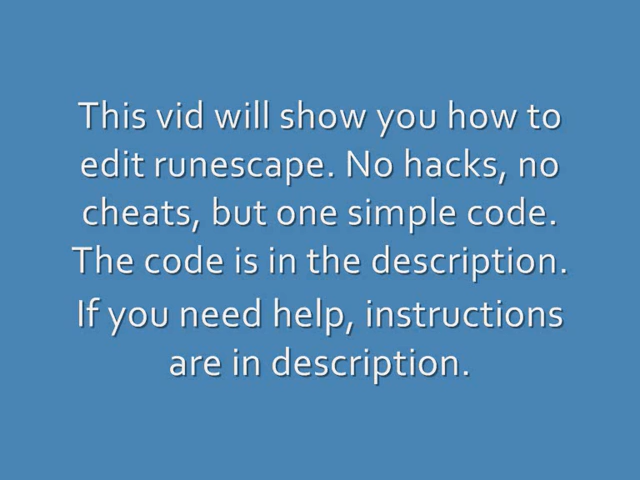 This vid will show you how to
edit runescape. No hacks, no
cheats, but one simple code.
The code is in the description.
If you need help, instructions
are in description.